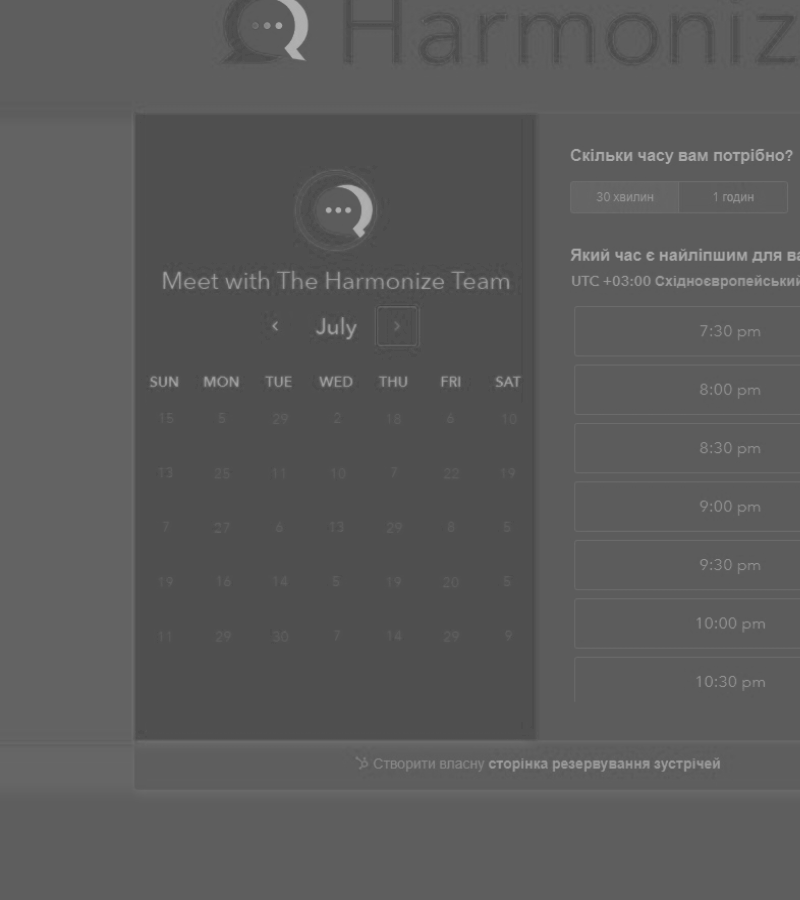 Harmoniz
Meet with The Harmonize Team
July
SUN MON TUE WED THU FRI SAT
15 5 29 2 18 6 10
13 25 11 10 7 22 19
7 27 6 13 29 8 5
19 16 14 5 19 20 5
11 29 30 7 14 29 9
Скільки часу вам потрібно?
30 хвилин 1 годин
Який час є найліпшим для ва
UTC +03:00 Східноєвропейський
7:30 pm
8:00 pm
8:30 pm
9:00 pm
9:30 pm
10:00 pm
10:30 pm
Створити власну сторінка резервування зустрічей